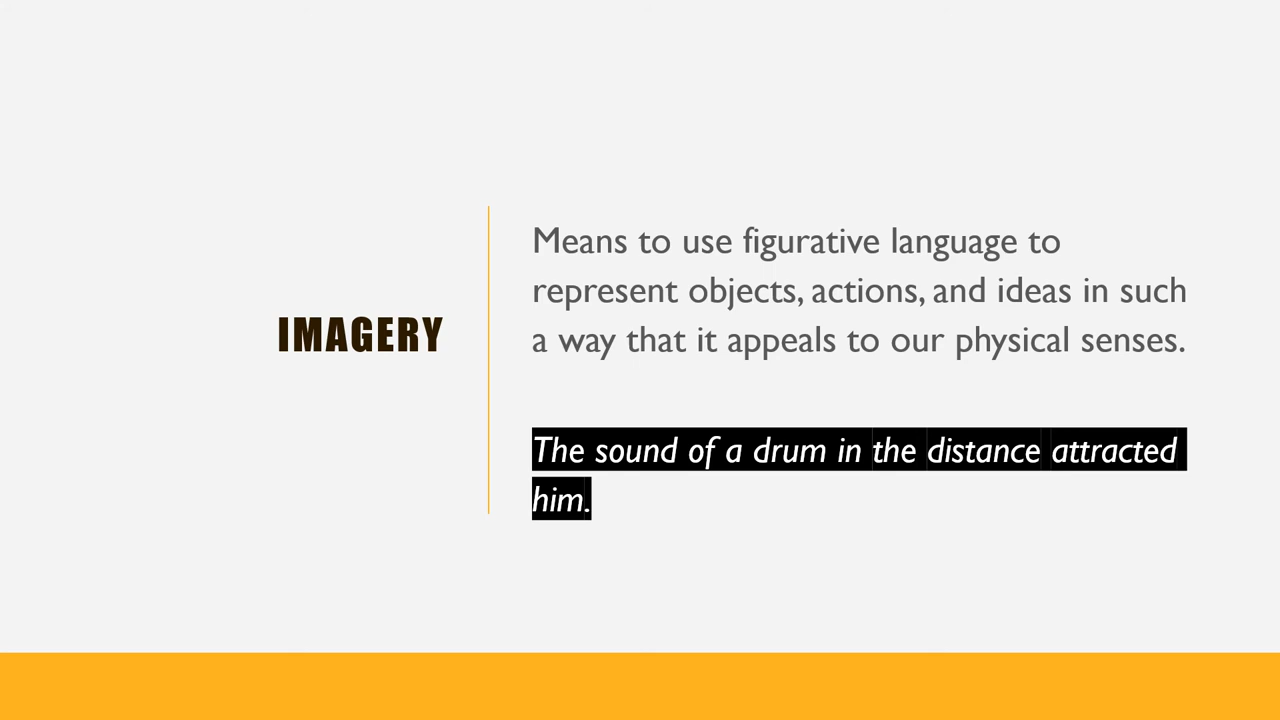 IMAGERY
Means to use figurative language to
represent objects, actions, and ideas in such
a way that it appeals to our physical senses.
The sound of a drum in the distance attracted
him.